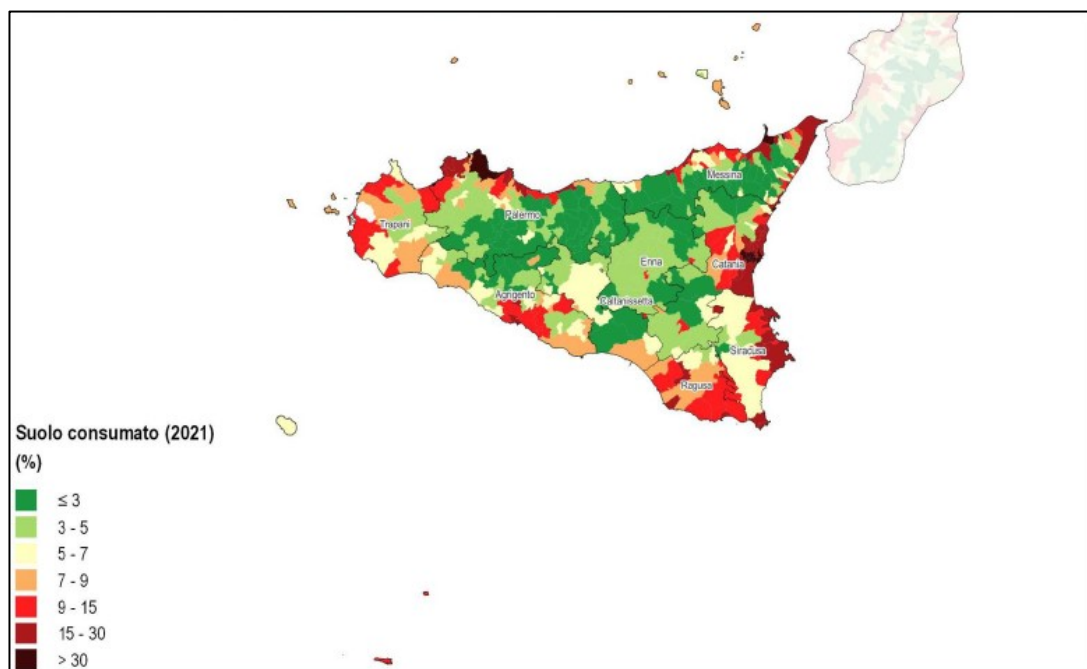 Messina
Palermo
Trapani
Enna
Catania
Agrigento
Caltanissetta
Siracusa
Ragusa
Suolo consumato (2021)
(%)
≤ 3
3 - 5
5 - 7
7 - 9
9 - 15
15 - 30
> 30